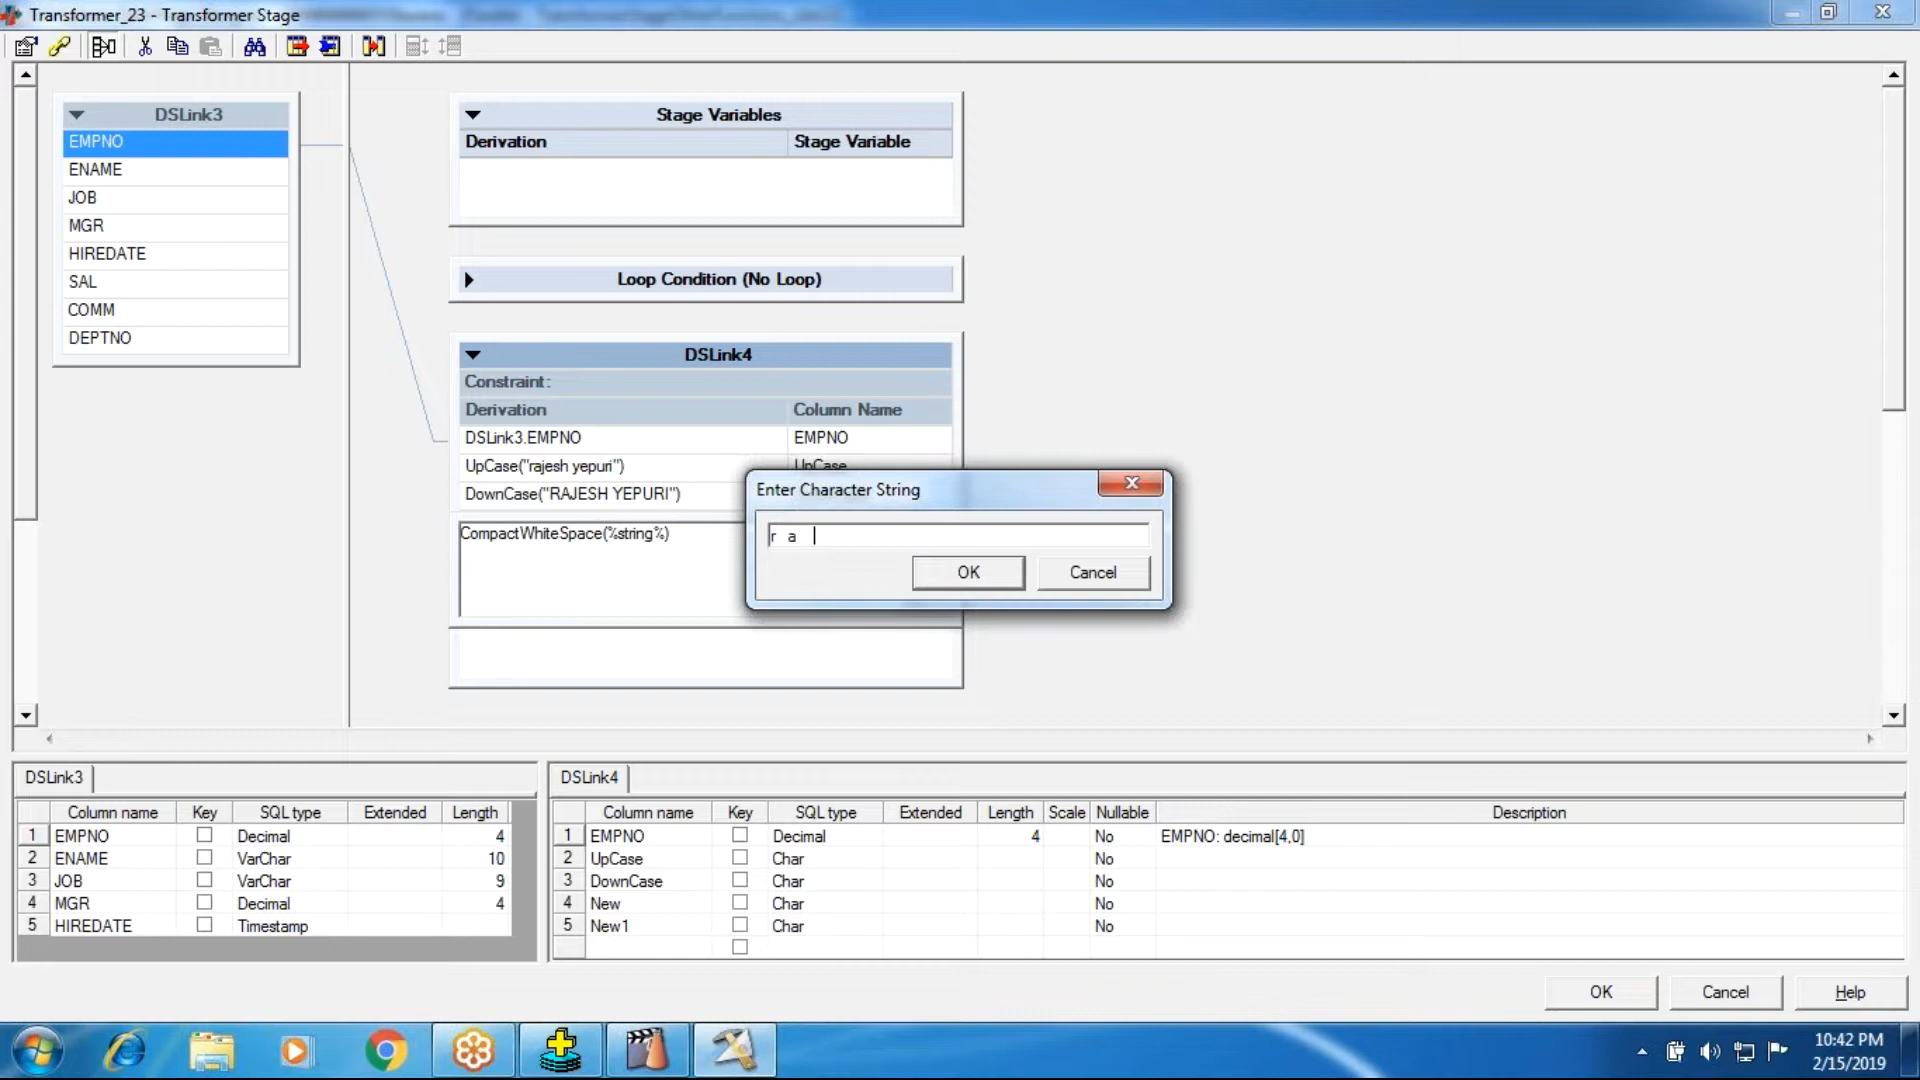 Transformer_23 - Transformer Stage
DSLink3
EMPNO
ENAME
JOB
MGR
HIREDATE
SAL
COMM
DEPTNO
Stage Variables
Derivation Stage Variable
Loop Condition (No Loop)
DSLink4
Constraint:
Derivation Column Name
DSLink3.EMPNO EMPNO
UpCase("rajesh yepuri") UpCase
DownCase("RAJESH YEPURI")
CompactWhiteSpace(%string%)
Enter Character String
r  a
OK Cancel
DSLink3
Column name Key SQL type Extended Length
1 EMPNO Decimal 4
2 ENAME VarChar 10
3 JOB VarChar 9
4 MGR Decimal 4
5 HIREDATE Timestamp
DSLink4
Column name Key SQL type Extended Length Scale Nullable Description
1 EMPNO Decimal 4 No EMPNO: decimal[4,0]
2 UpCase Char No
3 DownCase Char No
4 New Char No
5 New1 Char No
OK Cancel Help
10:42 PM
2/15/2019